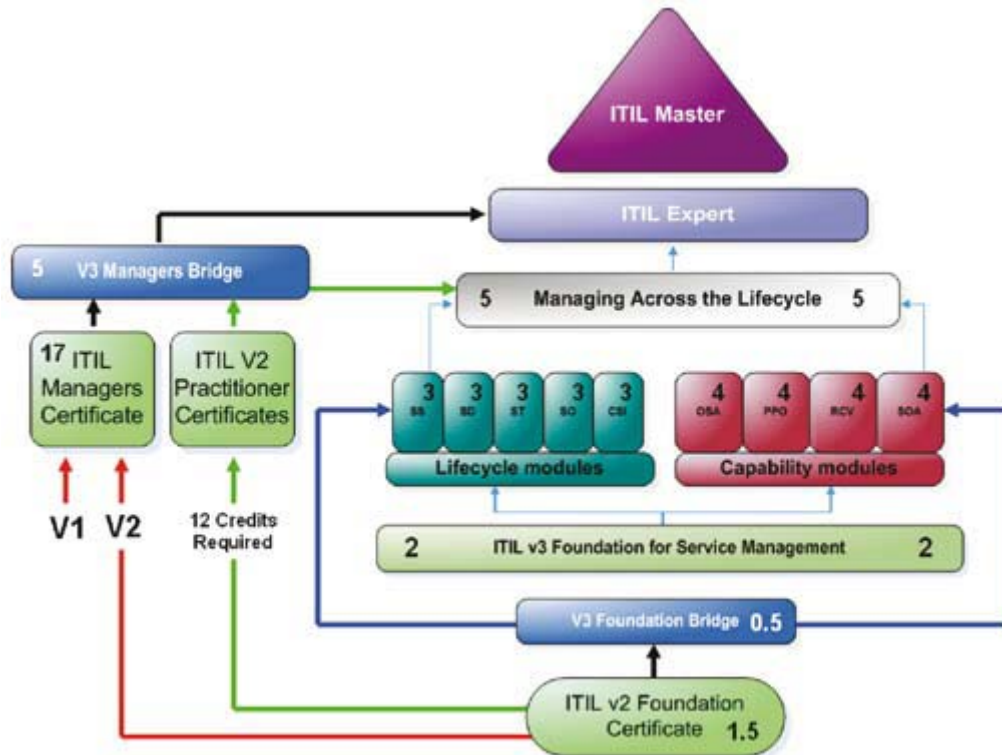 ITIL Master
ITIL Expert
5 V3 Managers Bridge
5 Managing Across the Lifecycle 5
17 ITIL
Managers
Certificate
ITIL V2
Practitioner
Certificates
3 3 3 3 3
SS SD ST SO CSI
Lifecycle modules
4 4 4 4
OSA PPO RCV SOA
Capability modules
V1 V2
12 Credits
Required
2 ITIL v3 Foundation for Service Management 2
V3 Foundation Bridge 0.5
ITIL v2 Foundation
Certificate 1.5